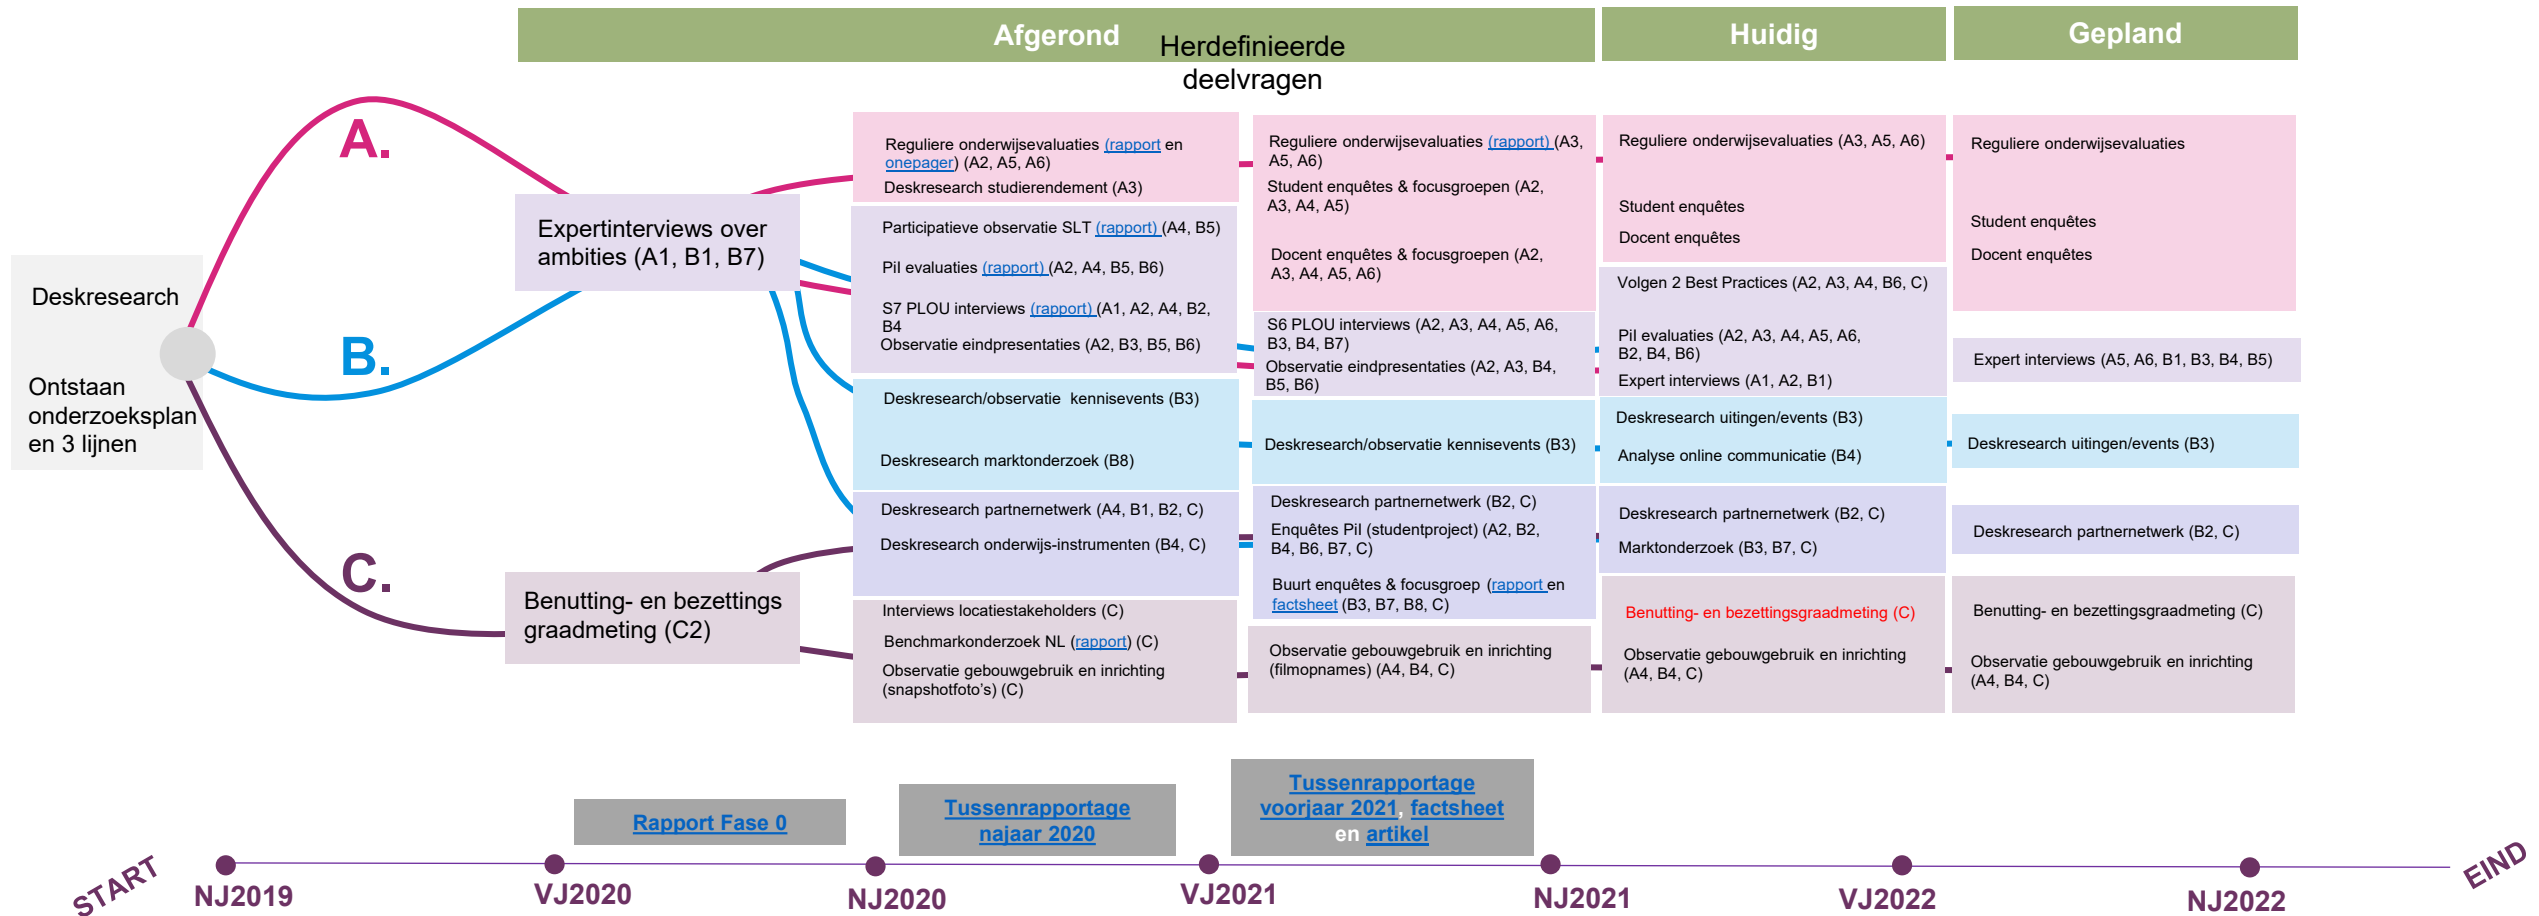 Afgerond
Herdefinieerde
deelvragen
Huidig
Gepland
A.
B.
C.
Deskresearch
Ontstaan
onderzoeksplan
en 3 lijnen
Expertinterviews over
ambities (A1, B1, B7)
Benutting- en bezettings
graadmeting (C2)
Reguliere onderwijsevaluaties (rapport en
onepager) (A2, A5, A6)
Deskresearch studierendement (A3)
Participatieve observatie SLT (rapport) (A4, B5)
Pil evaluaties (rapport) (A2, A4, B5, B6)
S7 PLOU interviews (rapport) (A1, A2, A4, B2,
B4
Observatie eindpresentaties (A2, B3, B5, B6)
Deskresearch/observatie kennisevents (B3)
Deskresearch marktonderzoek (B8)
Deskresearch partnernetwerk (A4, B1, B2, C)
Deskresearch onderwijs-instrumenten (B4, C)
Interviews locatiestakeholders (C)
Benchmarkonderzoek NL (rapport) (C)
Observatie gebouwgebruik en inrichting
(snapshotfoto's) (C)
Reguliere onderwijsevaluaties (rapport) (A3,
A5, A6)
Student enquêtes & focusgroepen (A2,
A3, A4, A5)
Docent enquêtes & focusgroepen (A2,
A3, A4, A5, A6)
S6 PLOU interviews (A2, A3, A4, A5, A6,
B3, B4, B7)
Observatie eindpresentaties (A2, A3, B4,
B5, B6)
Deskresearch/observatie kennisevents (B3)
Deskresearch partnernetwerk (B2, C)
Enquêtes Pil (studentproject) (A2, B2,
B4, B6, B7, C)
Buurt enquêtes & focusgroep (rapport en
factsheet (B3, B7, B8, C)
Observatie gebouwgebruik en inrichting
(filmopnames) (A4, B4, C)
Reguliere onderwijsevaluaties (A3, A5, A6)
Student enquêtes
Docent enquêtes
Volgen 2 Best Practices (A2, A3, A4, B6, C)
Pil evaluaties (A2, A3, A4, A5, A6,
B2, B4, B6)
Expert interviews (A1, A2, B1)
Deskresearch uitingen/events (B3)
Analyse online communicatie (B4)
Deskresearch partnernetwerk (B2, C)
Marktonderzoek (B3, B7, C)
Benutting- en bezettingsgraadmeting (C)
Observatie gebouwgebruik en inrichting
(A4, B4, C)
Reguliere onderwijsevaluaties
Student enquêtes
Docent enquêtes
Expert interviews (A5, A6, B1, B3, B4, B5)
Deskresearch uitingen/events (B3)
Deskresearch partnernetwerk (B2, C)
Benutting- en bezettingsgraadmeting (C)
Observatie gebouwgebruik en inrichting
(A4, B4, C)
Rapport Fase 0
Tussenrapportage
najaar 2020
Tussenrapportage
voorjaar 2021, factsheet
en artikel
START
NJ2019
VJ2020
NJ2020
VJ2021
NJ2021
VJ2022
NJ2022
EIND